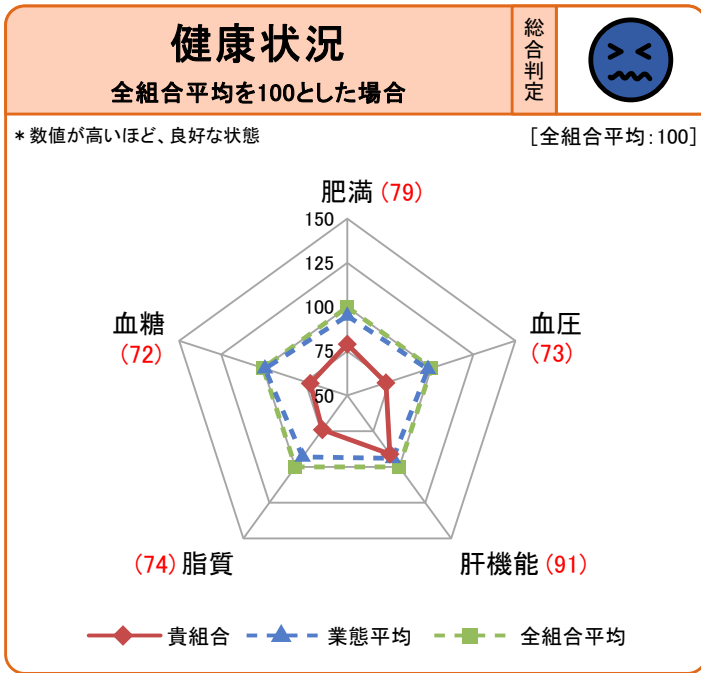 健康状況
全組合平均を100とした場合
総合判定
*数値が高いほど、良好な状態
[全組合平均:100]
肥満(79)
150
125
100
75
50
血糖
(72)
血圧
(73)
(74)脂質
肝機能(91)
貴組合
業態平均
全組合平均